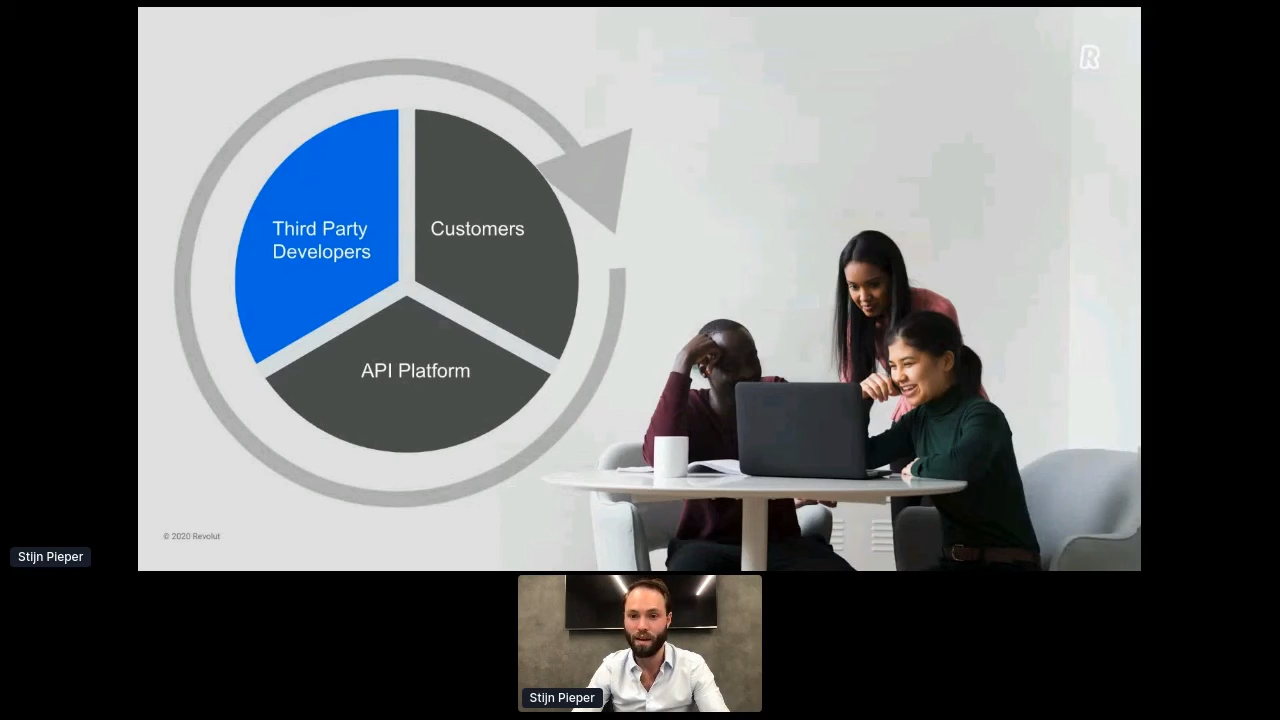 R
Third Party
Developers
Customers
API Platform
© 2020 Revolut
Stijn Pieper
Stijn Pieper